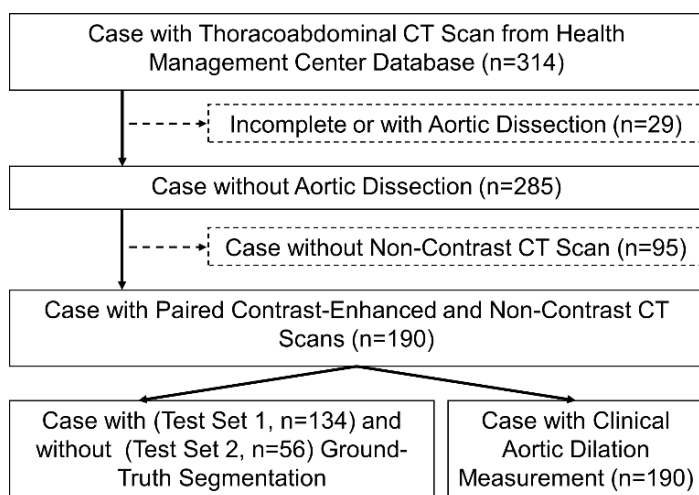 Case with Thoracoabdominal CT Scan from Health
Management Center Database (n=314)
Incomplete or with Aortic Dissection (n=29)
Case without Aortic Dissection (n=285)
Case without Non-Contrast CT Scan (n=95)
Case with Paired Contrast-Enhanced and Non-Contrast CT
Scans (n=190)
Case with (Test Set 1, n=134) and
without (Test Set 2, n=56) Ground-
Truth Segmentation
Case with Clinical
Aortic Dilation
Measurement (n=190)